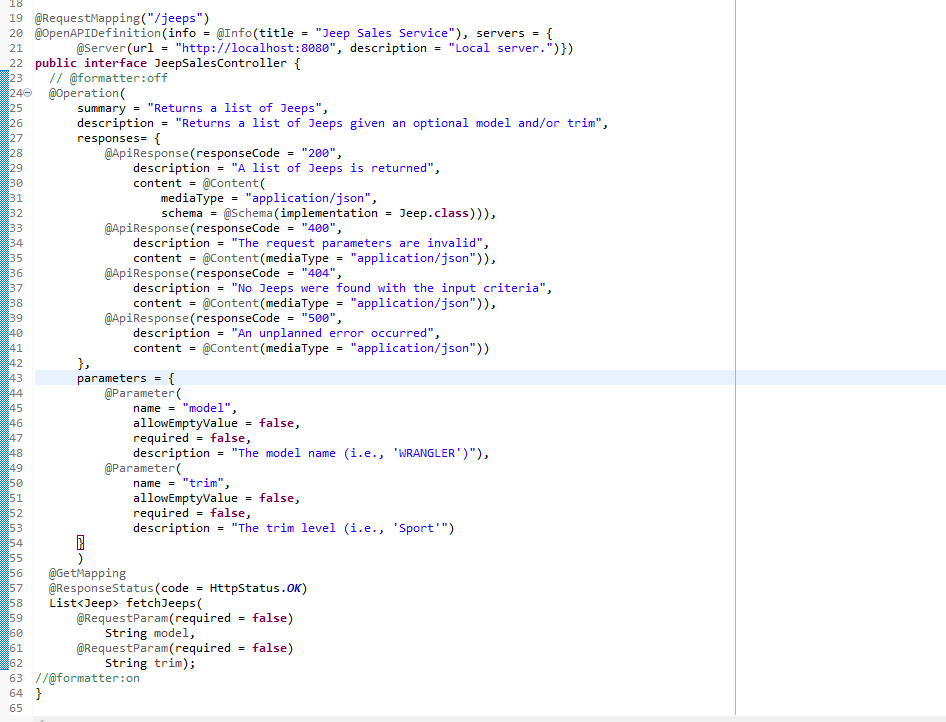 18
19 @RequestMapping("/jeeps")
20 @OpenAPIDefinition(info = @Info(title = "Jeep Sales Service"), servers = {
21 @Server(url = "http://localhost:8080", description = "Local server.")})
22 public interface JeepSalesController {
23 // @formatter:off
24 @Operation(
25 summary = "Returns a list of Jeeps",
26 description = "Returns a list of Jeeps given an optional model and/or trim",
27 responses= {
28 @ApiResponse(responseCode = "200",
29 description = "A list of Jeeps is returned",
30 content = @Content(
31 mediaType = "application/json",
32 schema = @Schema(implementation = Jeep.class))),
33 @ApiResponse(responseCode = "400",
34 description = "The request parameters are invalid",
35 content = @Content(mediaType = "application/json")),
36 @ApiResponse(responseCode = "404",
37 description = "No Jeeps were found with the input criteria",
38 content = @Content(mediaType = "application/json")),
39 @ApiResponse(responseCode = "500",
40 description = "An unplanned error occurred",
41 content = @Content(mediaType = "application/json"))
42 },
43 parameters = {
44 @Parameter(
45 name = "model",
46 allowEmptyValue = false,
47 required = false,
48 description = "The model name (i.e., 'WRANGLER')"),
49 @Parameter(
50 name = "trim",
51 allowEmptyValue = false,
52 required = false,
53 description = "The trim level (i.e., 'Sport'")
54 }
55 )
56 @GetMapping
57 @ResponseStatus(code = HttpStatus.OK)
58 List<Jeep> fetchJeeps(
59 @RequestParam(required = false)
60 String model,
61 @RequestParam(required = false)
62 String trim);
63 //@formatter:on
64 }
65